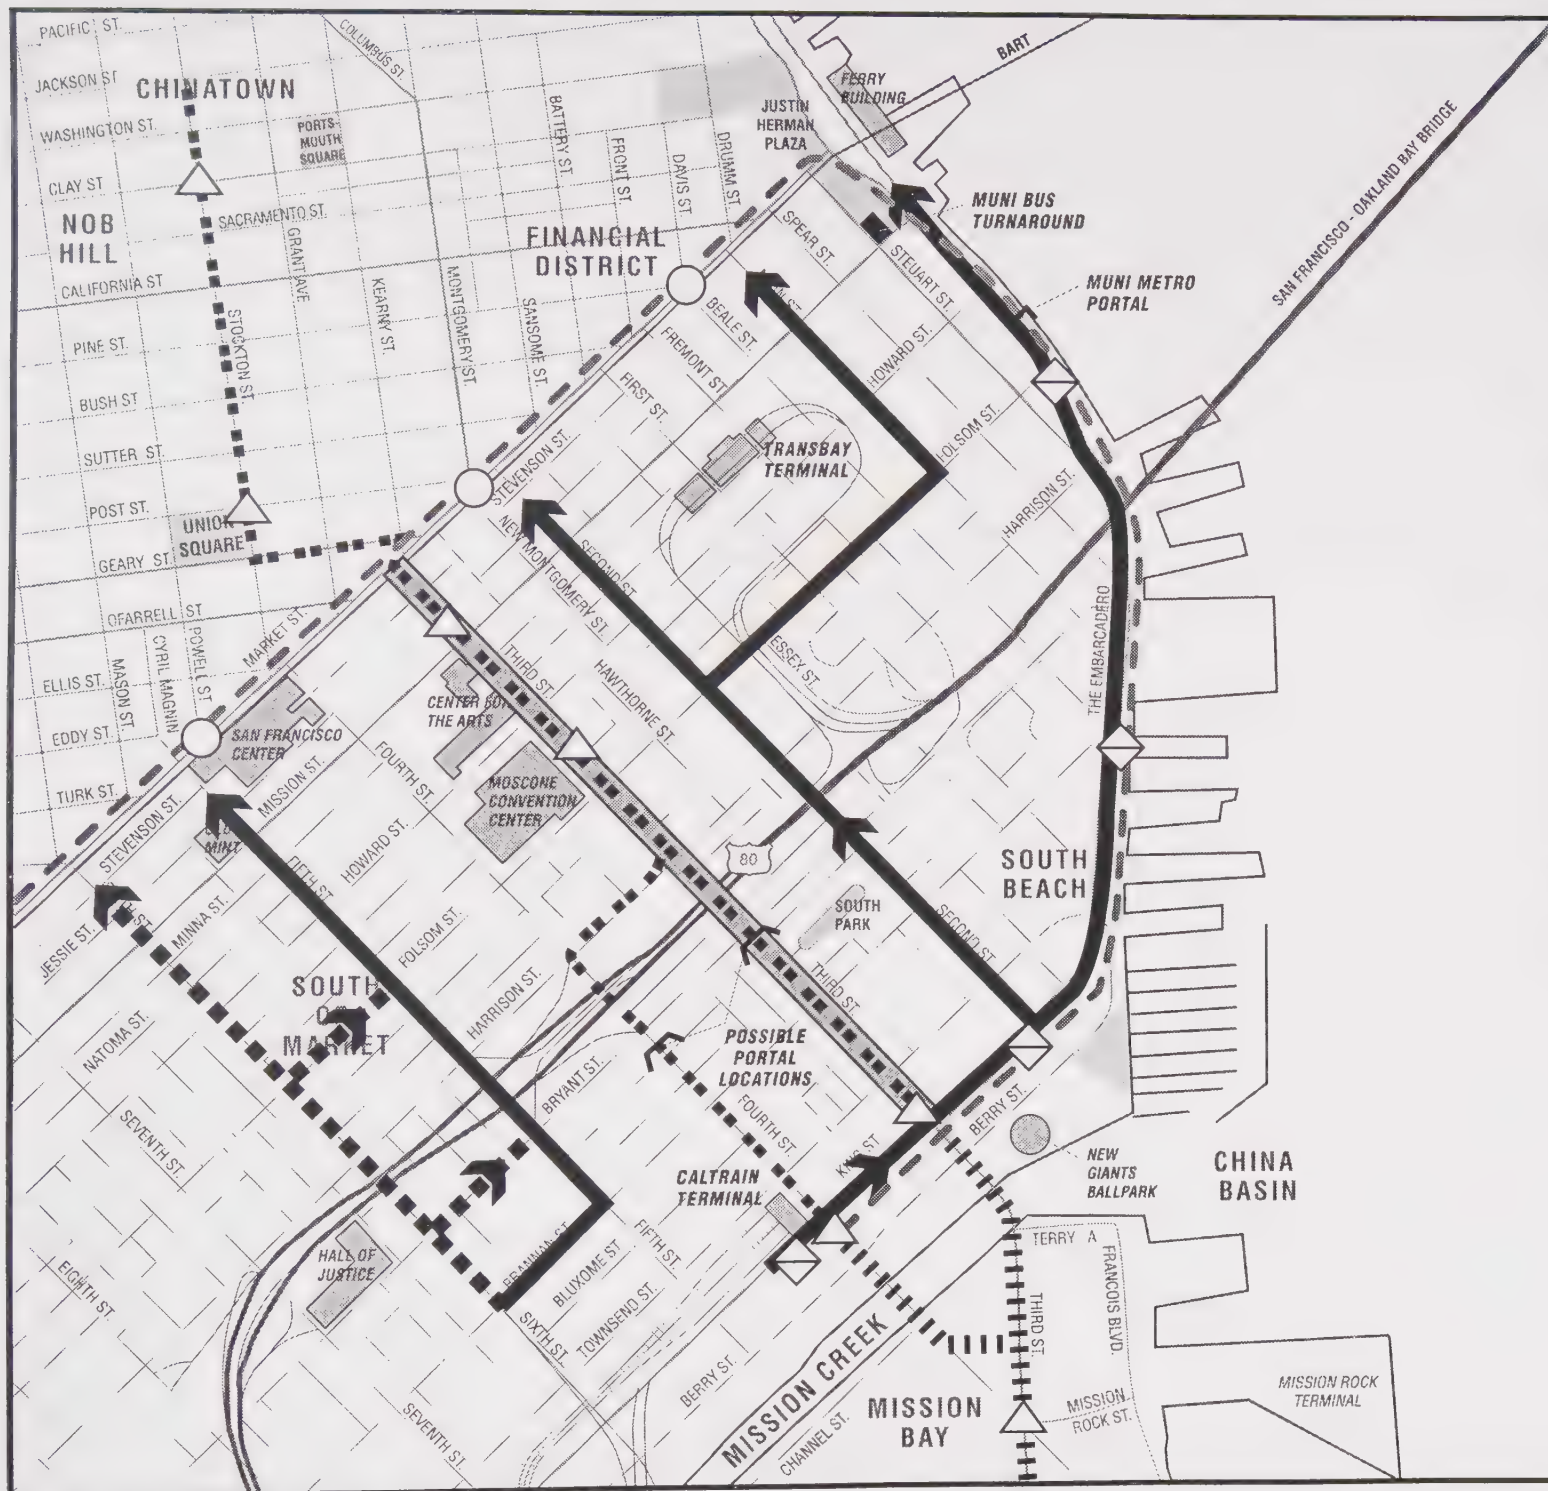 PACIFIC ST.
COLUMBUS ST.
BART
JACKSON ST
CHINATOWN
FERRY
BUILDING
WASHINGTON ST.
PORTS-
MOUTH
SQUARE
BATTERY ST.
JUSTIN
HERMAN
PLAZA
SAN FRANCISCO - OAKLAND BAY BRIDGE
FRONT ST.
DAVIS ST.
DRUMM ST.
CLAY ST
NOB
HILL
SACRAMENTO ST.
GRANT AVE
FINANCIAL
DISTRICT
SPEAR ST.
STEUART ST.
MUNI BUS
TURNAROUND
CALIFORNIA ST
KEARNY ST.
MONTGOMERY ST.
SANSOME ST.
BEALE ST.
MUNI METRO
PORTAL
PINE ST.
STOCKTON ST.
FREMONT ST.
HOWARD ST.
BUSH ST
FIRST ST.
SUTTER ST
STEVENSON ST.
TRANSBAY
TERMINAL
FOLSOM ST.
POST ST.
UNION
SQUARE
NEW MONTGOMERY ST.
HARRISON ST.
GEARY ST.
SECOND ST.
OFARRELL ST
MARKET ST.
POWELL ST
CYRIL MAGNIN
MASON ST.
THIRD ST.
HAWTHORNE ST.
ESSEX ST.
THE EMBARCADERO
ELLIS ST.
CENTER FOR
THE ARTS
EDDY ST.
SAN FRANCISCO
CENTER
FOURTH ST.
TURK ST.
MISSION ST.
MOSCONE
CONVENTION
CENTER
STEVENSON ST.
MINT
HOWARD ST.
FIFTH ST.
80
SOUTH
BEACH
JESSIE ST.
MINNA ST.
FOLSOM ST.
SOUTH
PARK
SECOND ST.
SOUTH
OF
MARKET
HARRISON ST.
THIRD ST.
NATOMA ST.
POSSIBLE
PORTAL
LOCATIONS
BRYANT ST.
SEVENTH ST.
FOURTH ST.
BERRY ST.
KING ST
CALTRAIN
TERMINAL
NEW
GIANTS
BALLPARK
CHINA
BASIN
HALL OF
JUSTICE
BRANNAN ST.
BLUXOME ST
FIFTH ST.
TERRY A
FRANCOIS BLVD.
EIGHTH ST.
SIXTH ST.
TOWNSEND ST.
THIRD ST.
BERRY ST.
MISSION CREEK
MISSION
BAY
MISSION
ROCK ST.
MISSION ROCK
TERMINAL
SEVENTH ST.
CHANNEL ST.